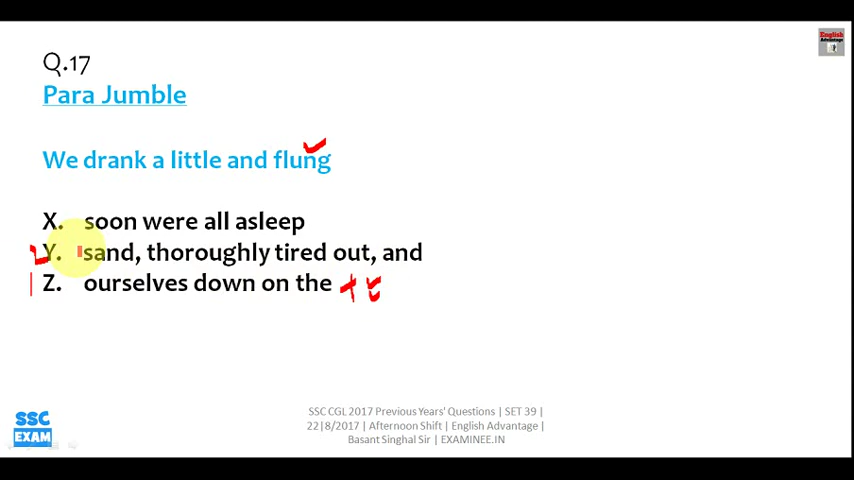 English
Advantage
Q.17
Para Jumble
We drank a little and flung
X. soon were all asleep
Y. sand, thoroughly tired out, and
Z. ourselves down on the
SSC
EXAM
SSC CGL 2017 Previous Years' Questions | SET 39 |
22|8/2017 | Afternoon Shift | English Advantage |
Basant Singhal Sir | EXAMINEE.IN